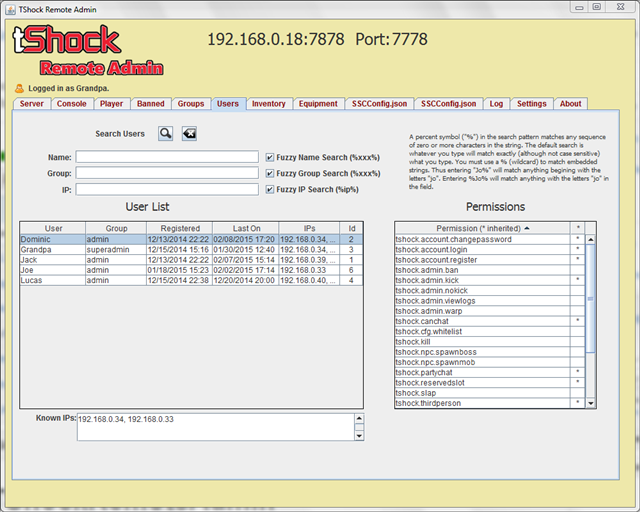 TShock Remote Admin
tShock
Remote Admin
192.168.0.18:7878 Port:7778
Logged in as Grandpa.
Server Console Player Banned Groups Users Inventory Equipment SSCConfig.json SSCConfig.json Log Settings About
Search Users
Name:
Fuzzy Name Search (%xxx%)
Group:
Fuzzy Group Search (%xxx%)
IP:
Fuzzy IP Search (%ip%)
A percent symbol ("%") in the search pattern matches any sequence
of zero or more characters in the string. The default search is
whatever you type will match exactly (although not case sensitive)
what you type. You must use a % (wildcard) to match embedded
strings. Thus entering "Jo%" will match anything begining with the
letters "jo". Entering %Jo% will match anything with the letters "jo" in
the field.
User List
User Group Registered Last On IPs Id
Dominic admin 12/13/2014 22:22 02/08/2015 17:20 192.168.0.34, ... 2
Grandpa superadmin 12/15/2014 15:16 01/30/2015 12:40 192.168.0.34, ... 3
Jack admin 12/13/2014 22:22 02/07/2015 15:14 192.168.0.39, ... 1
Joe admin 01/18/2015 15:23 02/02/2015 17:14 192.168.0.33 6
Lucas admin 12/15/2014 22:38 12/20/2014 20:00 192.168.0.40, ... 4
Known IPs: 192.168.0.34, 192.168.0.33
Permissions
Permission (* inherited) *
tshock.account.changepassword *
tshock.account.login *
tshock.account.register *
tshock.admin.ban
tshock.admin.kick *
tshock.admin.nokick
tshock.admin.viewlogs
tshock.admin.warp
tshock.canchat *
tshock.cfg.whitelist
tshock.kill
tshock.npc.spawnboss
tshock.npc.spawnmob
tshock.partychat *
tshock.reservedslot *
tshock.slap
tshock.thirdperson *